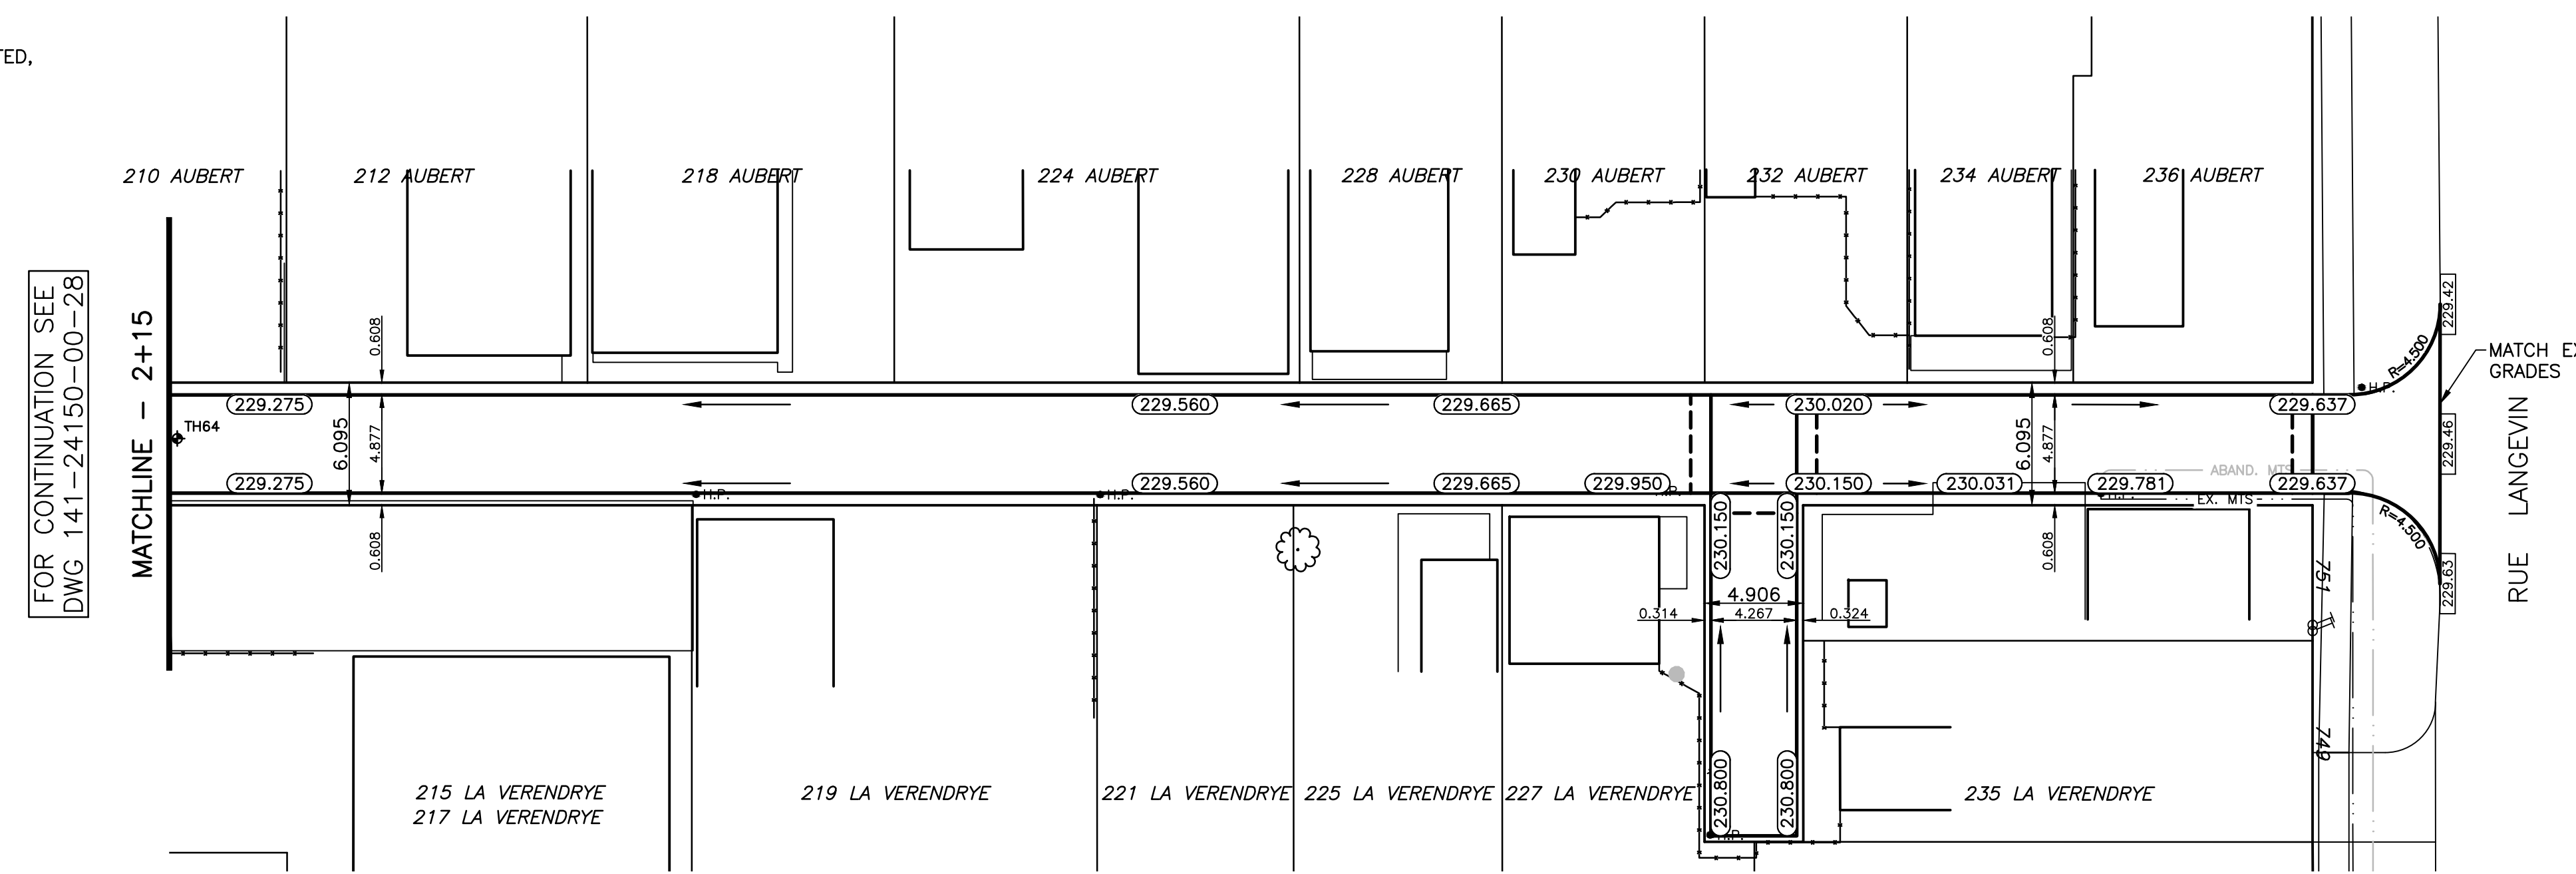 TED,
210 AUBERT
212 AUBERT
218 AUBERT
224 AUBERT
228 AUBERT
230 AUBERT
232 AUBERT
234 AUBERT
236 AUBERT
FOR CONTINUATION SEE
DWG 141-24150-00-28
MATCHLINE - 2+15
TH64
0.608
0.608
229.42
R=4.500
MATCH EX
GRADES
H.P.
229.275
229.560
229.665
230.020
229.637
6.095
4.877
6.095
4.877
229.46
RUE LANGEVIN
ABAND. MTS
229.275
229.560
229.665
229.950
230.150
230.031
229.781
229.637
H.P.
H.P.
H.P.
H.P.
EX. MTS
R=4.500
0.608
0.608
230.150
230.150
229.63
751
4.906
0.314
4.267
0.324
749
230.800
230.800
H.P.
215 LA VERENDRYE
217 LA VERENDRYE
219 LA VERENDRYE
221 LA VERENDRYE
225 LA VERENDRYE
227 LA VERENDRYE
235 LA VERENDRYE